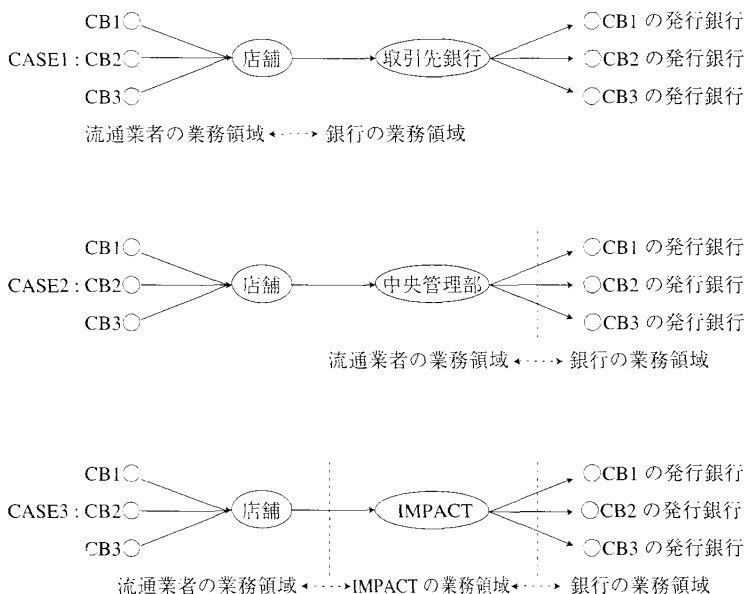 CB1○ ○CB1 の発行銀行
CASE1 : CB2○ 店舗 取引先銀行 ○CB2 の発行銀行
CB3○ ○CB3 の発行銀行
流通業者の業務領域 銀行の業務領域
CB1○ ○CB1 の発行銀行
CASE2 : CB2○ 店舗 中央管理部 ○CB2 の発行銀行
CB3○ ○CB3 の発行銀行
流通業者の業務領域 銀行の業務領域
CB1○ ○CB1 の発行銀行
CASE3 : CB2○ 店舗 IMPACT ○CB2 の発行銀行
CB3○ ○CB3 の発行銀行
流通業者の業務領域 IMPACT の業務領域 銀行の業務領域